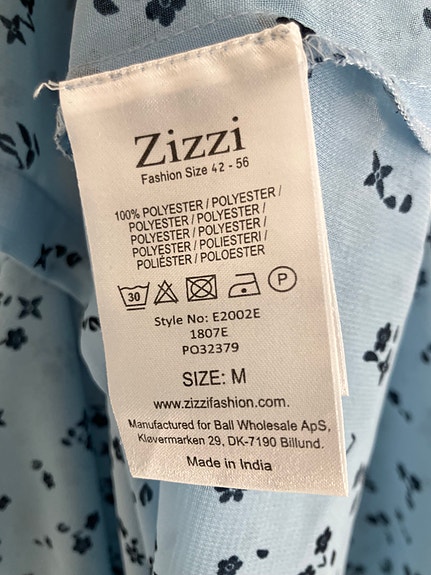 Zizzi
Fashion Size 42 - 56
100% POLYESTER / POLYESTER /
POLYESTER / POLYESTER /
POLYESTER / POLYESTER /
POLYESTER / POLIESTERI /
POLIÉSTER / POLOESTER
30 P
Style No: E2002E
1807E
PO32379
SIZE: M
www.zizzifashion.com.
Manufactured for Ball Wholesale ApS,
Kløvermarken 29, DK-7190 Billund.
Made in India